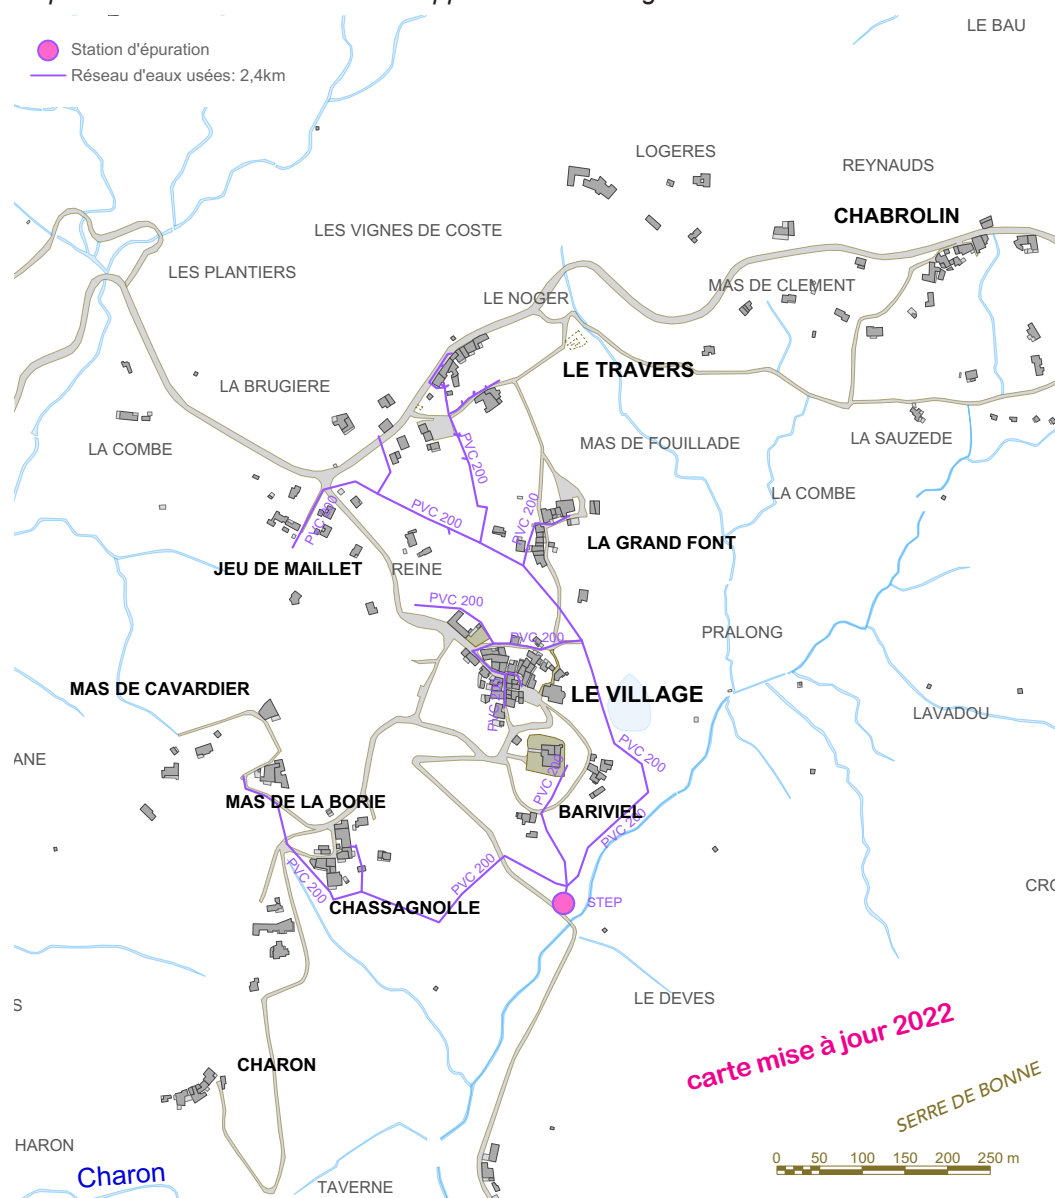 LE BAU
Station d'épuration
Réseau d'eaux usées: 2,4km
LOGERES
REYNAUDS
CHABROLIN
LES VIGNES DE COSTE
LES PLANTIERS
MAS DE CLEMENT
LE NOGER
LE TRAVERS
LA BRUGIERE
MAS DE FOUILLADE
LA SAUZEDE
LA COMBE
PVC 200
LA COMBE
PVC 200
PVC 200
PVC 200
LA GRAND FONT
JEU DE MAILLET
REINE
PVC 200
PVC 200
PRALONG
MAS DE CAVARDIER
LE VILLAGE
PVC 200
LAVADOU
ANE
PVC 200
PVC 200
MAS DE LA BORIE
BARIVIEL
PVC 200
PVC 200
PVC 200
CRO
CHASSAGNOLLE
STEP
LE DEVES
S
carte mise à jour 2022
CHARON
SERRE DE BONNE
HARON
Charon
TAVERNE
0 50 100 150 200 250 m